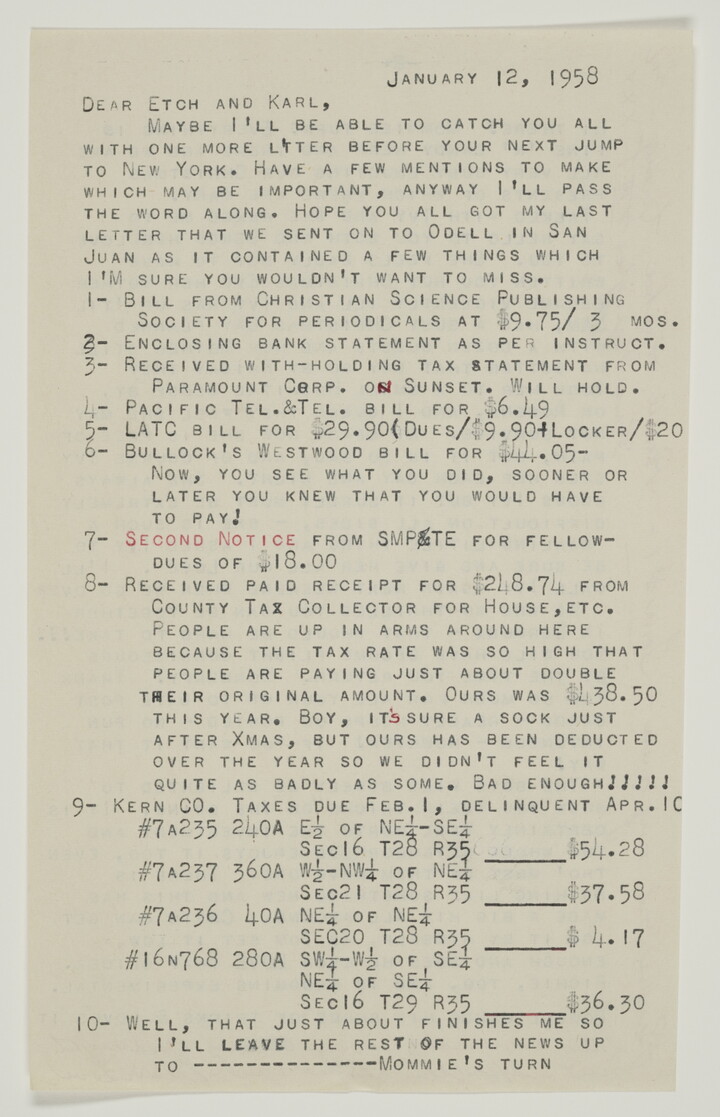 January 12, 1958
Dear Etch and Karl,
Maybe I'll be able to catch you all
with one more ltter before your next jump
to New York. Have a few mentions to make
which may be important, anyway I'll pass
the word along. Hope you all got my last
letter that we sent on to Odell in San
Juan as it contained a few things which
I'm sure you wouldn't want to miss.
1- Bill from Christian Science Publishing
Society for periodicals at $9.75/ 3 mos.
2- Enclosing bank statement as per instruct.
3- Received with-holding tax statement from
Paramount Corp. on Sunset. Will hold.
4- Pacific Tel.&Tel. bill for $6.49
5- LATC bill for $29.90(Dues/$9.90+Locker/$20
6- Bullock's Westwood bill for $44.05-
Now, you see what you did, sooner or
later you knew that you would have
to pay!
7- Second Notice from SMPTE for fellow-
dues of $18.00
8- Received paid receipt for $248.74 from
County Tax Collector for House,etc.
People are up in arms around here
because the tax rate was so high that
people are paying just about double
their original amount. Ours was $438.50
this year. Boy, it's sure a sock just
after Xmas, but ours has been deducted
over the year so we didn't feel it
quite as badly as some. Bad enough!!!!!
9- Kern Co. Taxes due Feb.1, delinquent Apr.10
#7A235 240A E½ of NE¼-SE¼
Sec16 T28 R35 ______$54.28
#7A237 360A W½-NW¼ of NE¼
Sec21 T28 R35 ______$37.58
#7A236 40A NE¼ of NE¼
Sec20 T28 R35 ______$ 4.17
#16N768 280A SW¼-W½ of SE¼
NE¼ of SE¼
Sec16 T29 R35 ______$36.30
10- Well, that just about finishes me so
I'll leave the rest of the news up
to ---------------Mommie's turn